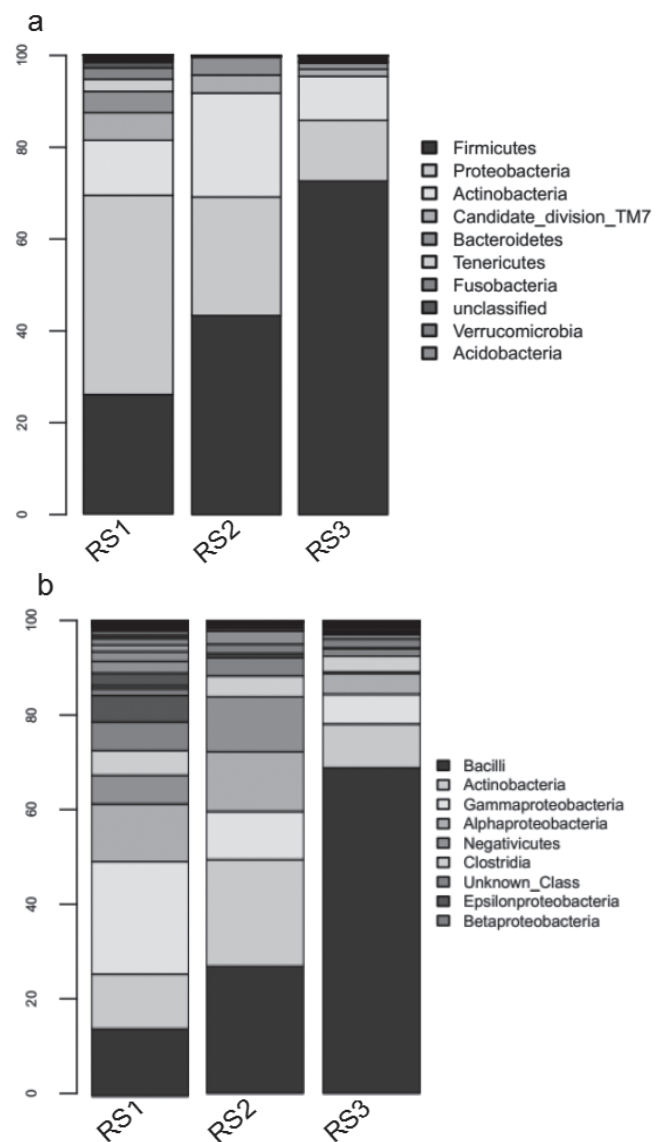 a
100
80
60
40
20
0
RS1 RS2 RS3
Firmicutes
Proteobacteria
Actinobacteria
Candidate_division_TM7
Bacteroidetes
Tenericutes
Fusobacteria
unclassified
Verrucomicrobia
Acidobacteria
b
100
80
60
40
20
0
RS1 RS2 RS3
Bacilli
Actinobacteria
Gammaproteobacteria
Alphaproteobacteria
Negativicutes
Clostridia
Unknown_Class
Epsilonproteobacteria
Betaproteobacteria